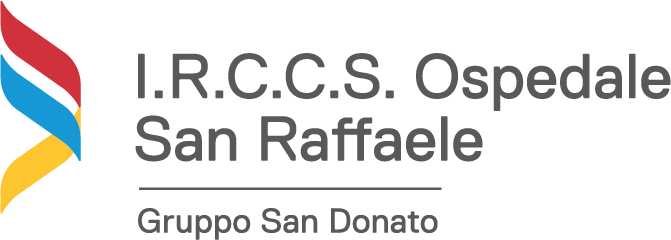 I.R.C.C.S. Ospedale
San Raffaele
Gruppo San Donato